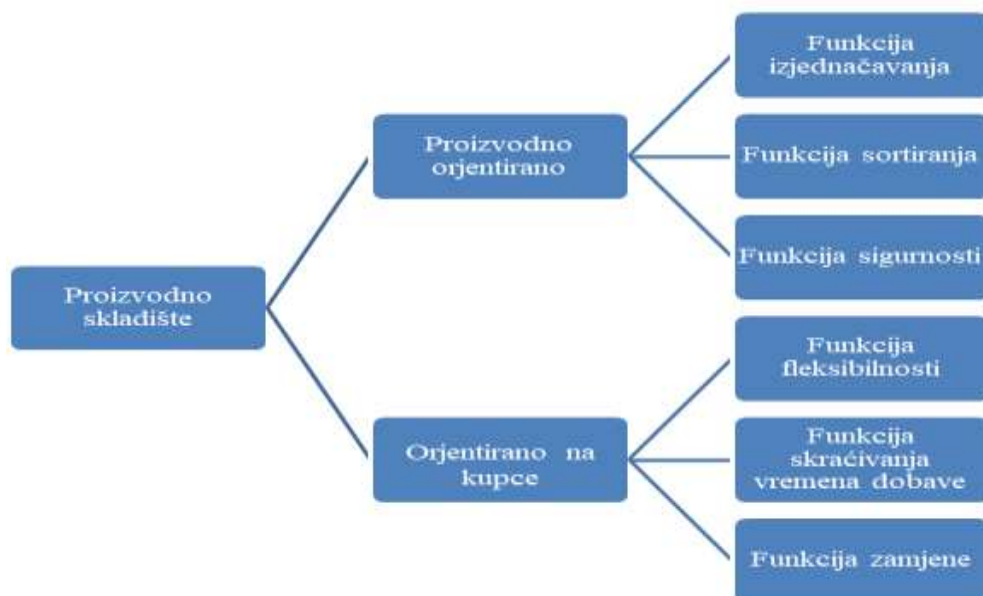 Proizvodno
skladište
Proizvodno
orjentirano
Funkcija
izjednačavanja
Funkcija sortiranja
Funkcija sigurnosti
Orjentirano na
kupce
Funkcija
fleksibilnosti
Funkcija
skraćivanja
vremena dobave
Funkcija zamjene